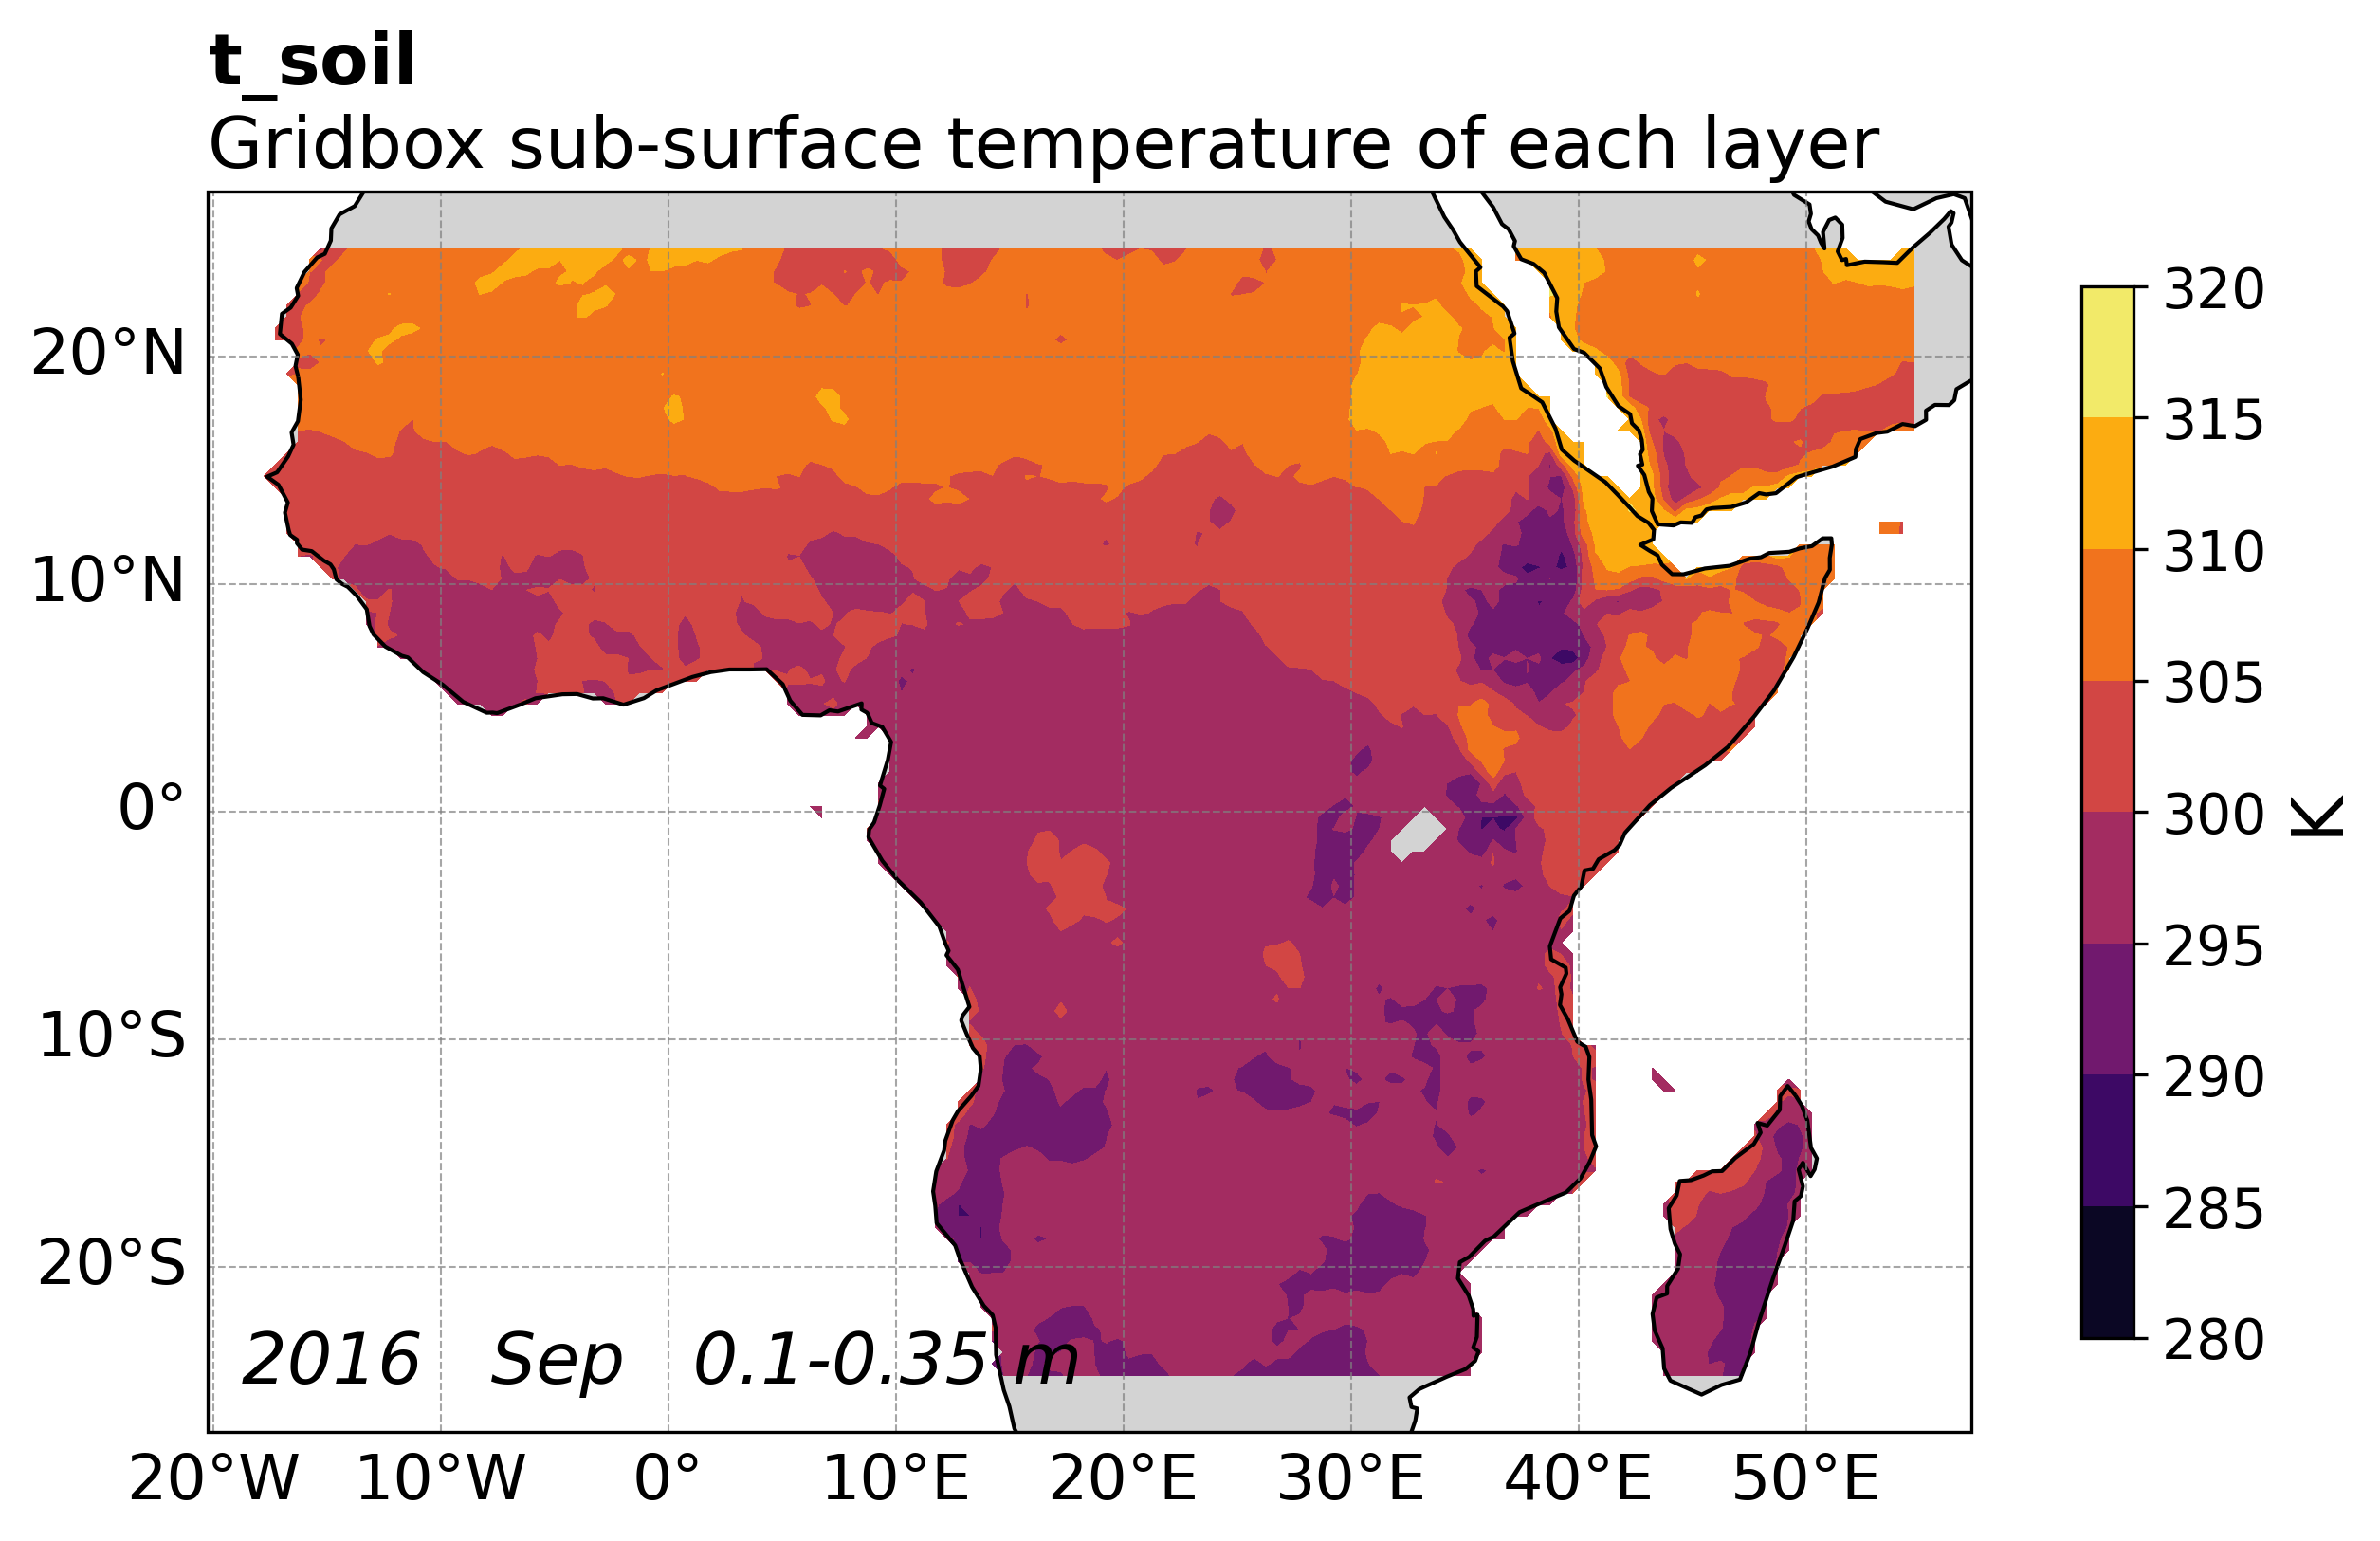 t_soil
Gridbox sub-surface temperature of each layer
20°N
10°N
0°
10°S
20°S
2016 Sep 0.1-0.35 m
20°W 10°W 0° 10°E 20°E 30°E 40°E 50°E
320
315
310
305
300
295
290
285
280
K